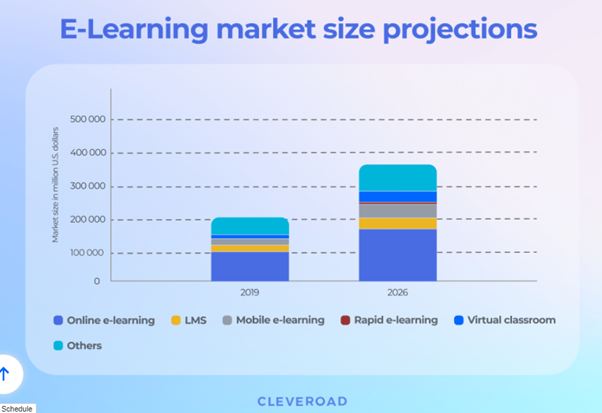 E-Learning market size projections
Market size in million U.S. dollars
500 000
400 000
300 000
200 000
100 000
0
2019 2026
Online e-learning LMS Mobile e-learning Rapid e-learning Virtual classroom
Others
CLEVEROAD
Schedule